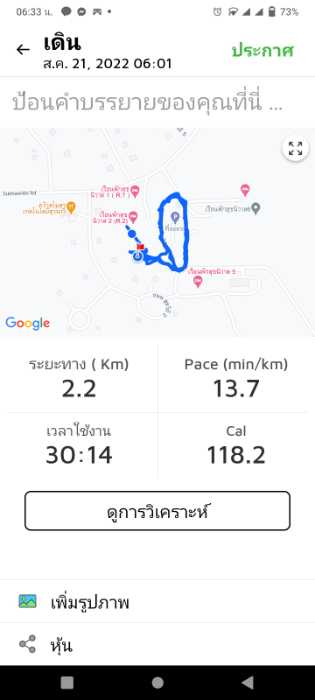 06:33 น.
73%
เดิน
ส.ค. 21, 2022 06:01
ประกาศ
ป้อนคำบรรยายของคุณที่นี่ ...
Google
ระยะทาง ( Km)
Pace (min/km)
2.2
13.7
เวลาใช้งาน
Cal
30:14
118.2
ดูการวิเคราะห์
เพิ่มรูปภาพ
หุ้น